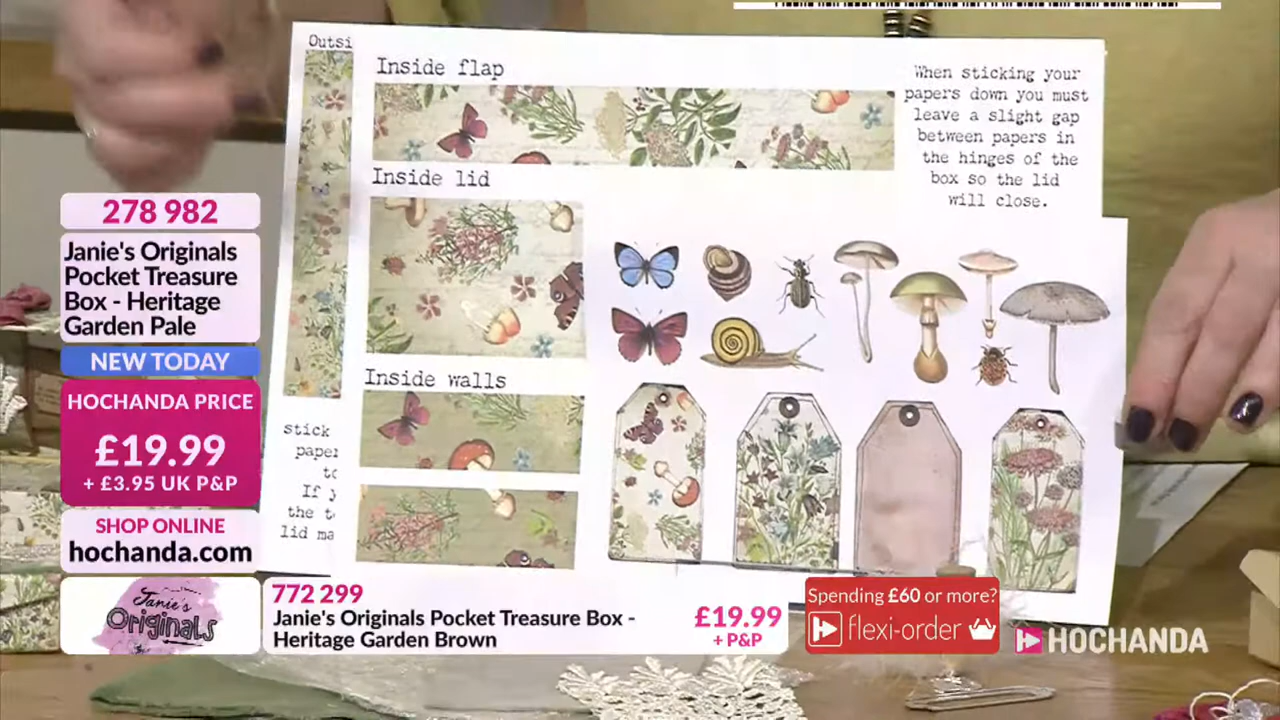 Outsi
Inside flap
When sticking your
papers down you must
leave a slight gap
between papers in
the hinges of the
box so the lid
will close.
Inside lid
Inside walls
stick
paper
to
If y
the t
lid ma
278 982
Janie's Originals
Pocket Treasure
Box - Heritage
Garden Pale
NEW TODAY
HOCHANDA PRICE
£19.99
+ £3.95 UK P&P
SHOP ONLINE
hochanda.com
Janie's
Originals
772 299
Janie's Originals Pocket Treasure Box -
Heritage Garden Brown
£19.99
+ P&P
Spending £60 or more?
flexi-order
HOCHANDA